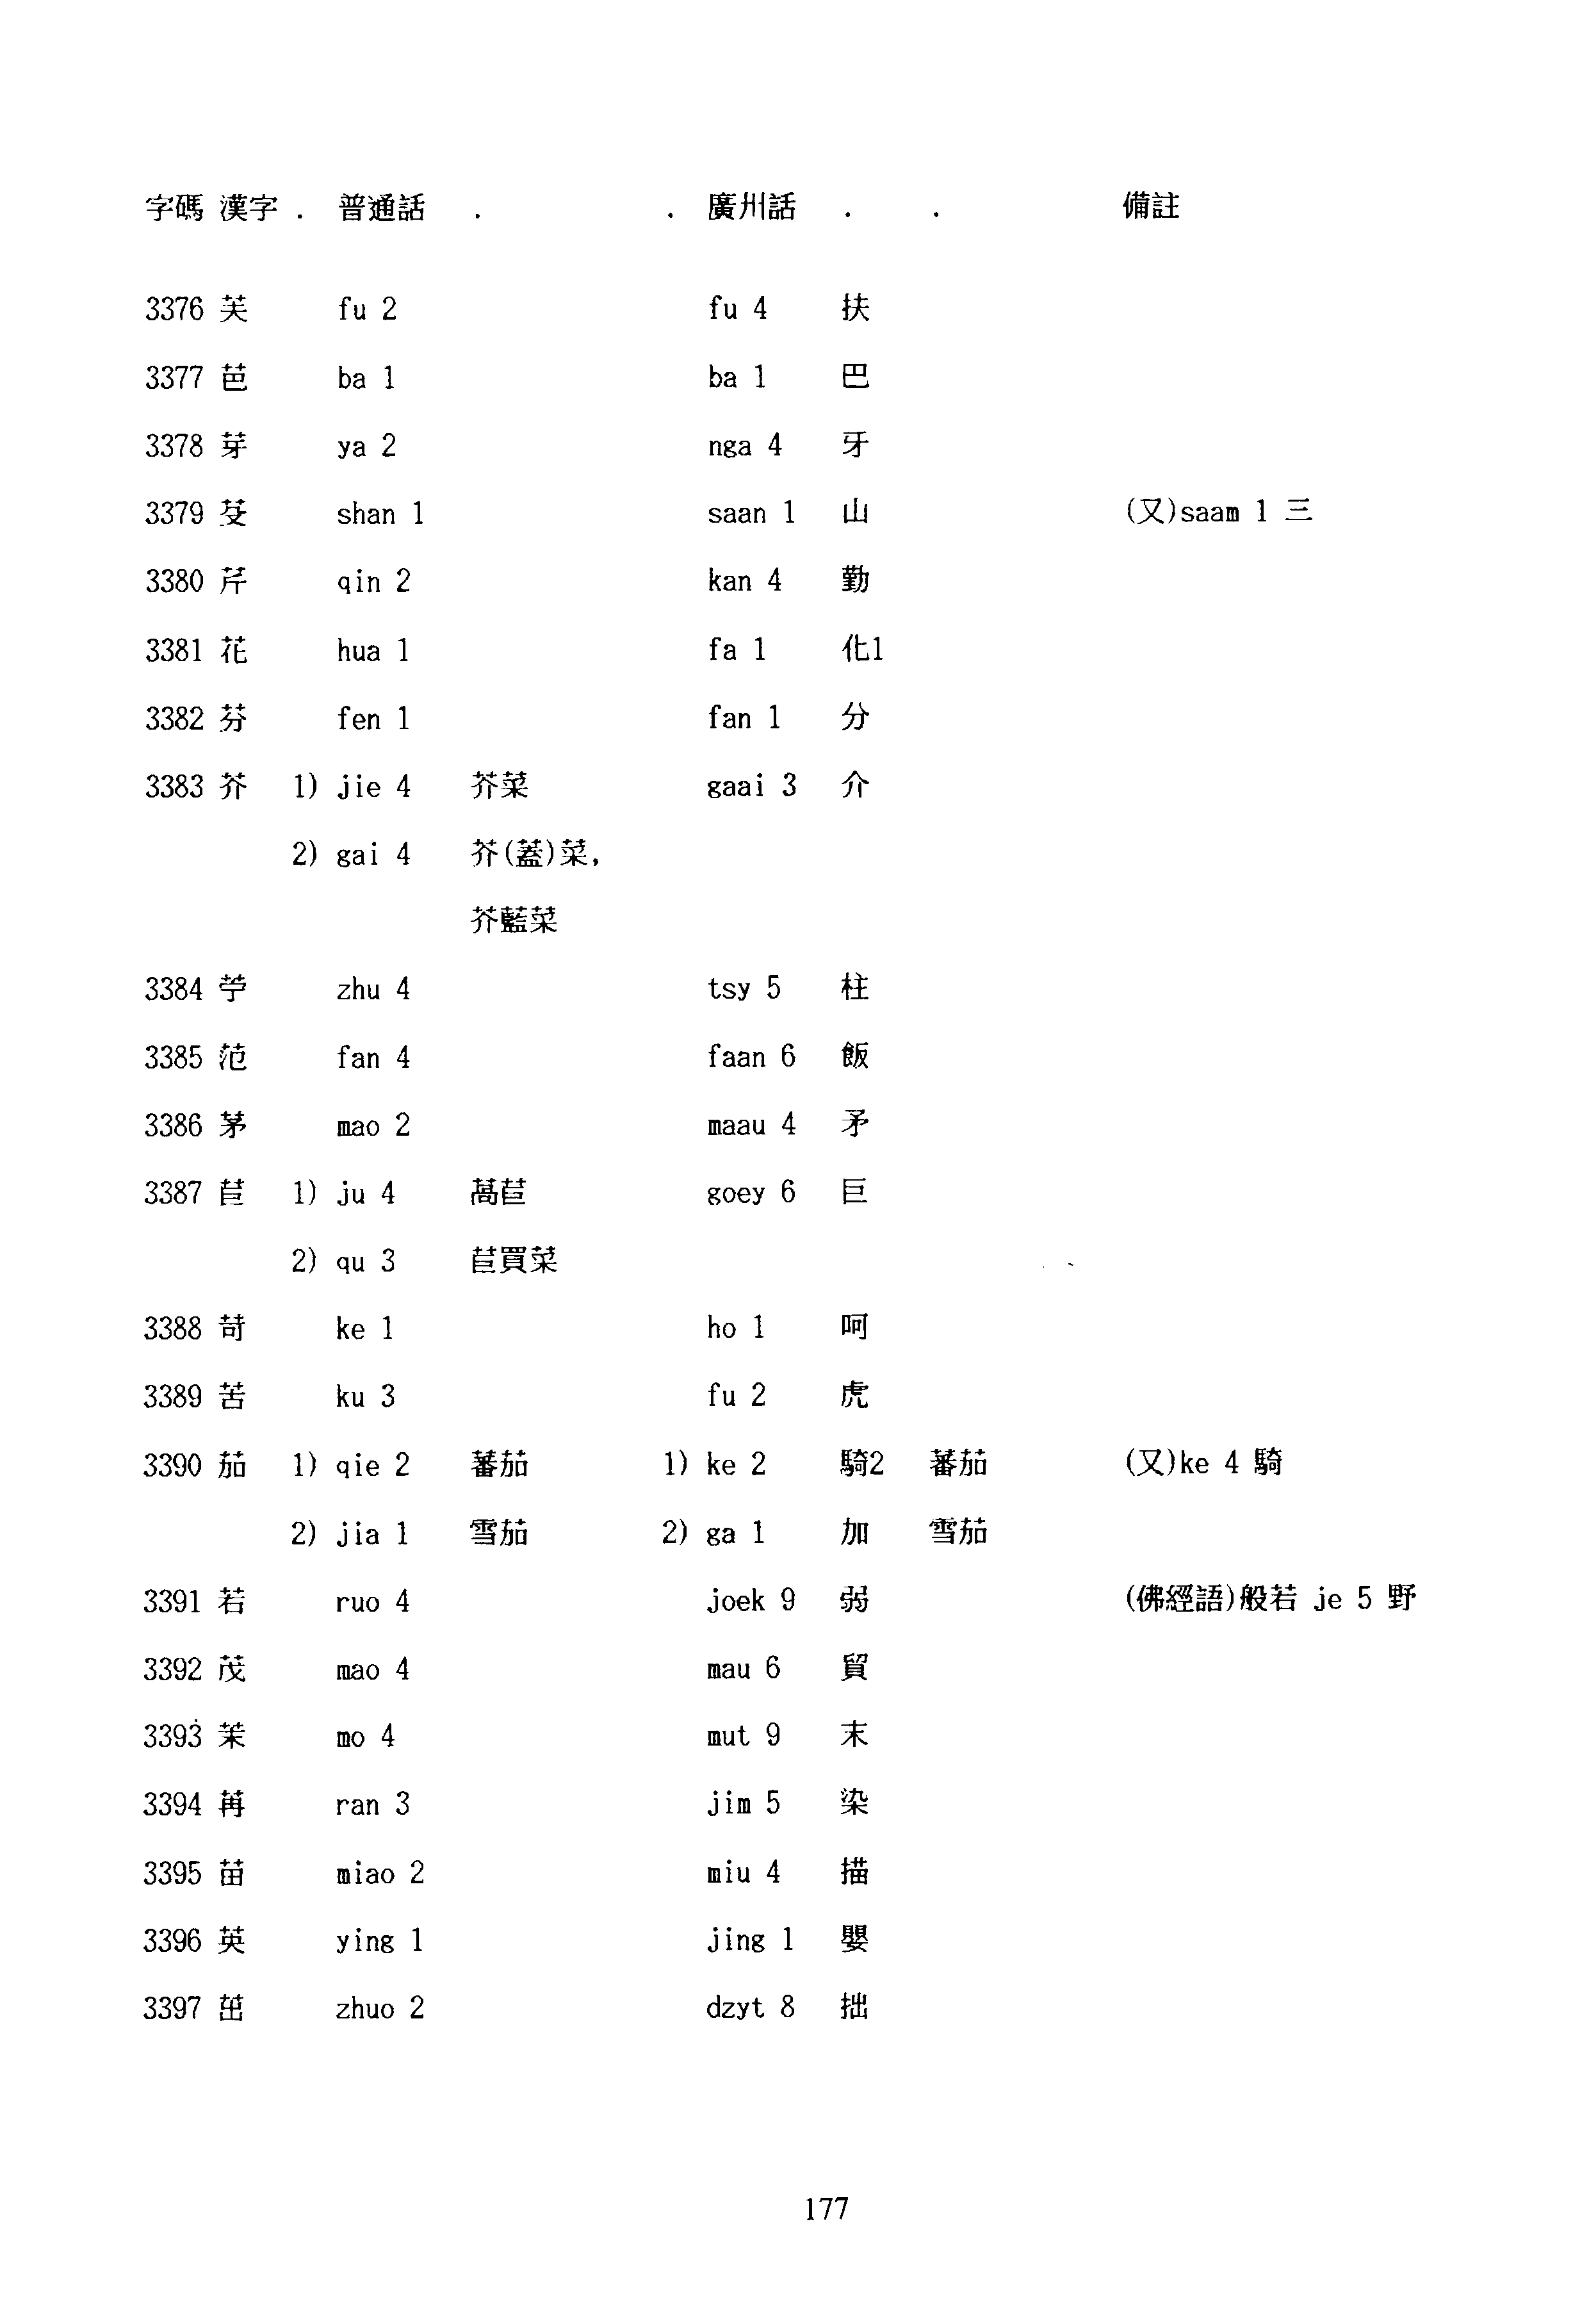 字碼 漢字 . 普通話 . . 廣州話 . . 備註
3376 芙 fu 2 fu 4 扶
3377 芭 ba 1 ba 1 巴
3378 芽 ya 2 nga 4 牙
3379 芟 shan 1 saan 1 山 (又)saam 1 三
3380 芹 qin 2 kan 4 勤
3381 花 hua 1 fa 1 化1
3382 芬 fen 1 fan 1 分
3383 芥 1) jie 4 芥菜 gaai 3 介
2) gai 4 芥(蓋)菜,
芥藍菜
3384 苧 zhu 4 tsy 5 柱
3385 范 fan 4 faan 6 飯
3386 茅 mao 2 maau 4 矛
3387 苣 1) ju 4 萵苣 goey 6 巨
2) qu 3 苣買菜
3388 苛 ke 1 ho 1 呵
3389 苦 ku 3 fu 2 虎
3390 茄 1) qie 2 蕃茄 1) ke 2 騎2 蕃茄 (又)ke 4 騎
2) jia 1 雪茄 2) ga 1 加 雪茄
3391 若 ruo 4 joek 9 弱 (佛經語)般若 je 5 野
3392 茂 mao 4 mau 6 貿
3393 茉 mo 4 mut 9 末
3394 苒 ran 3 jim 5 染
3395 苗 miao 2 miu 4 描
3396 英 ying 1 jing 1 嬰
3397 茁 zhuo 2 dzyt 8 拙
177